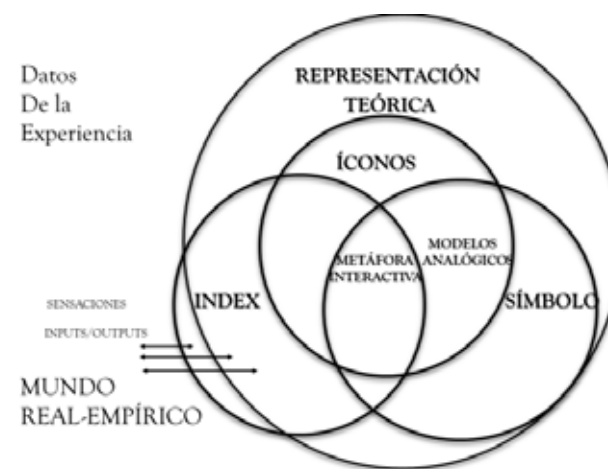 Datos
De la
Experiencia
REPRESENTACIÓN
TEÓRICA
ÍCONOS
METÁFORA
INTERACTIVA
MODELOS
ANALÓGICOS
INDEX
SÍMBOLO
SENSACIONES
INPUTS/OUTPUTS
MUNDO
REAL-EMPÍRICO